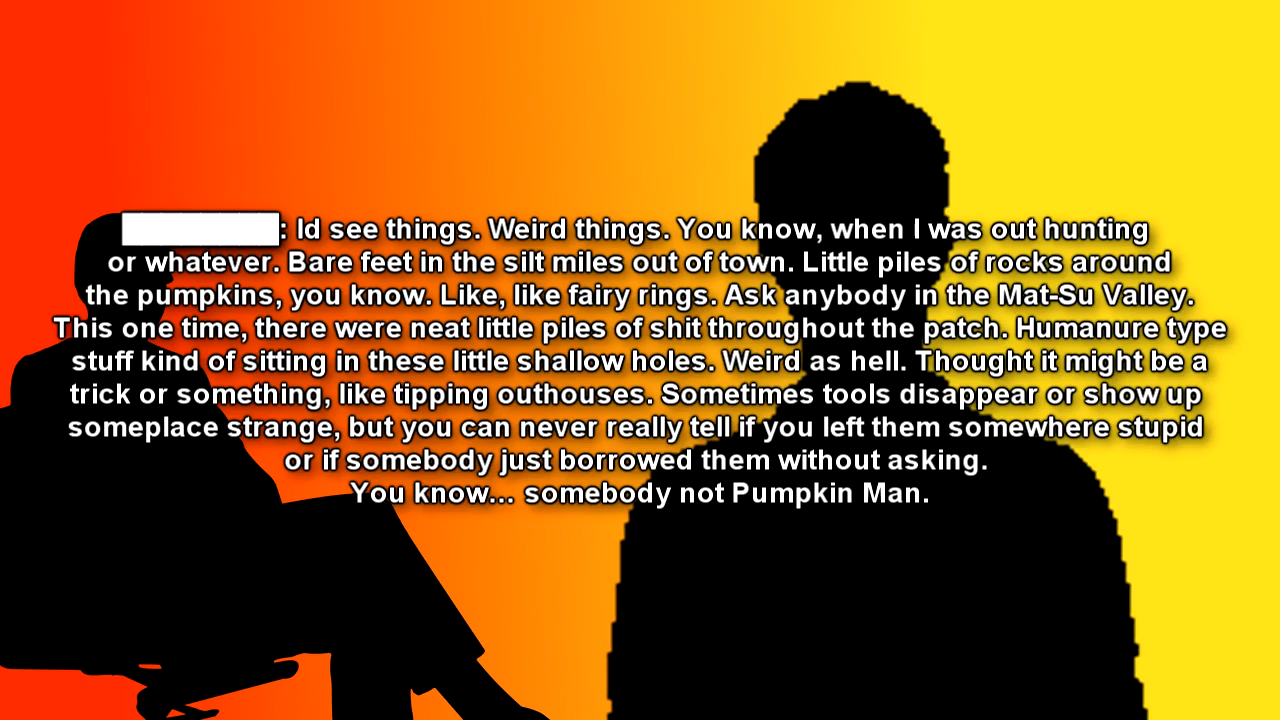 : Id see things. Weird things. You know, when I was out hunting
or whatever. Bare feet in the silt miles out of town. Little piles of rocks around
the pumpkins, you know. Like, like fairy rings. Ask anybody in the Mat-Su Valley.
This one time, there were neat little piles of shit throughout the patch. Humanure type
stuff kind of sitting in these little shallow holes. Weird as hell. Thought it might be a
trick or something, like tipping outhouses. Sometimes tools disappear or show up
someplace strange, but you can never really tell if you left them somewhere stupid
or if somebody just borrowed them without asking.
You know... somebody not Pumpkin Man.